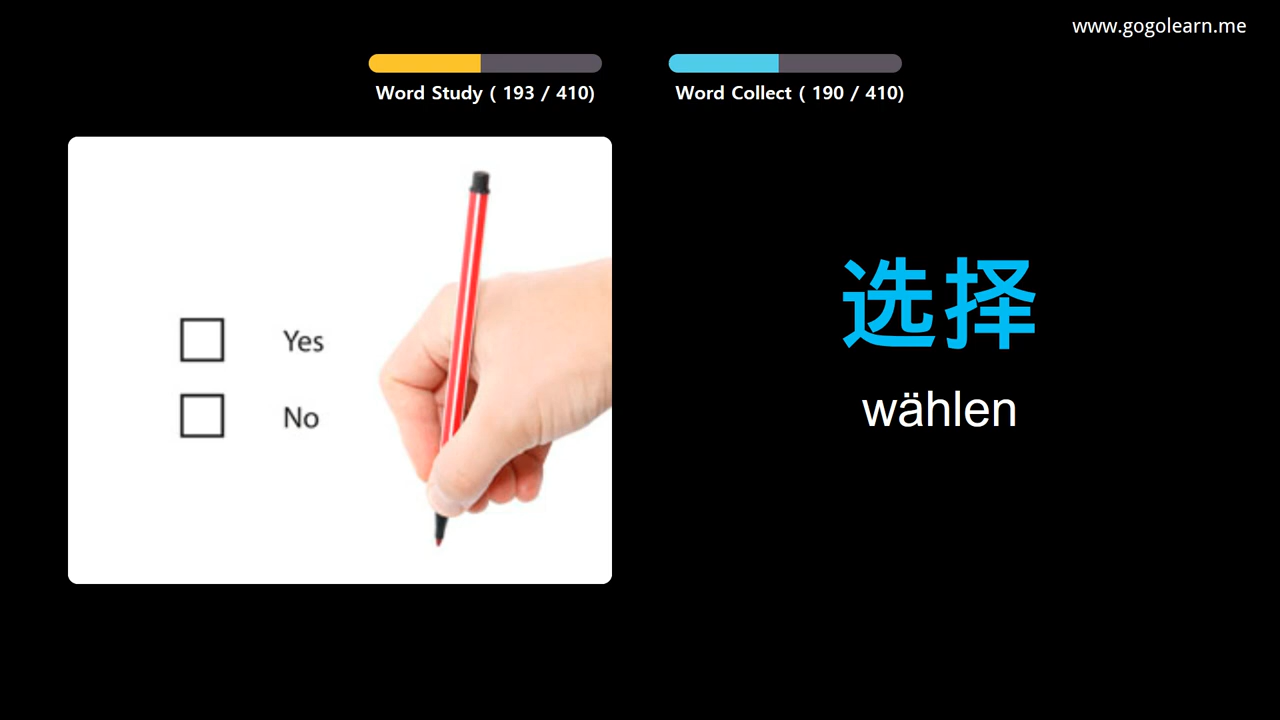 www.gogolearn.me
Word Study ( 193 / 410)
Word Collect ( 190 / 410)
Yes
No
选择
wählen